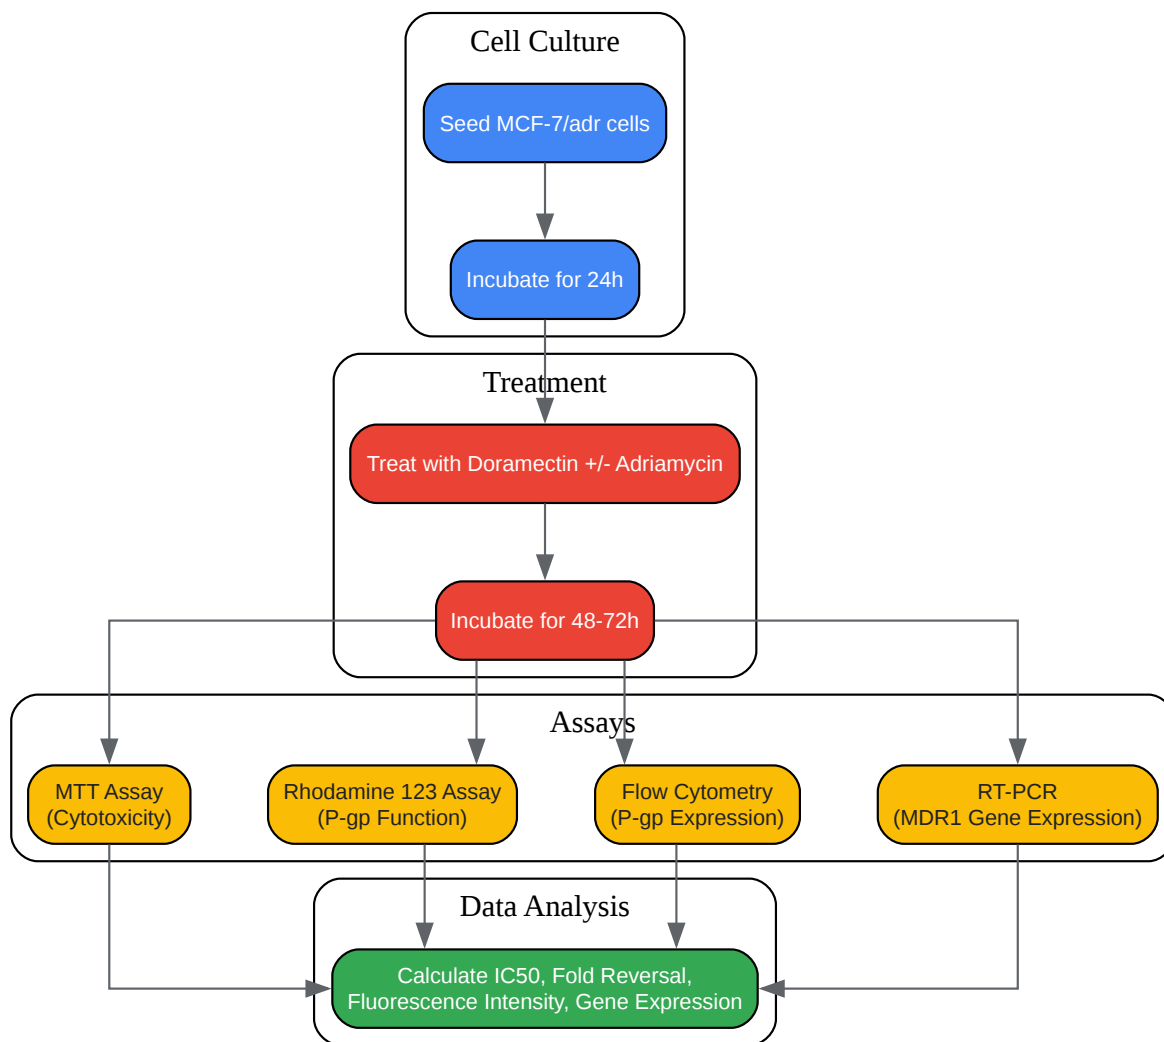 Cell Culture
Seed MCF-7/adr cells
Incubate for 24h
Treatment
Treat with Doramectin +/- Adriamycin
Incubate for 48-72h
Assays
MTT Assay
(Cytotoxicity)
Rhodamine 123 Assay
(P-gp Function)
Flow Cytometry
(P-gp Expression)
RT-PCR
(MDR1 Gene Expression)
Data Analysis
Calculate IC50, Fold Reversal,
Fluorescence Intensity, Gene Expression